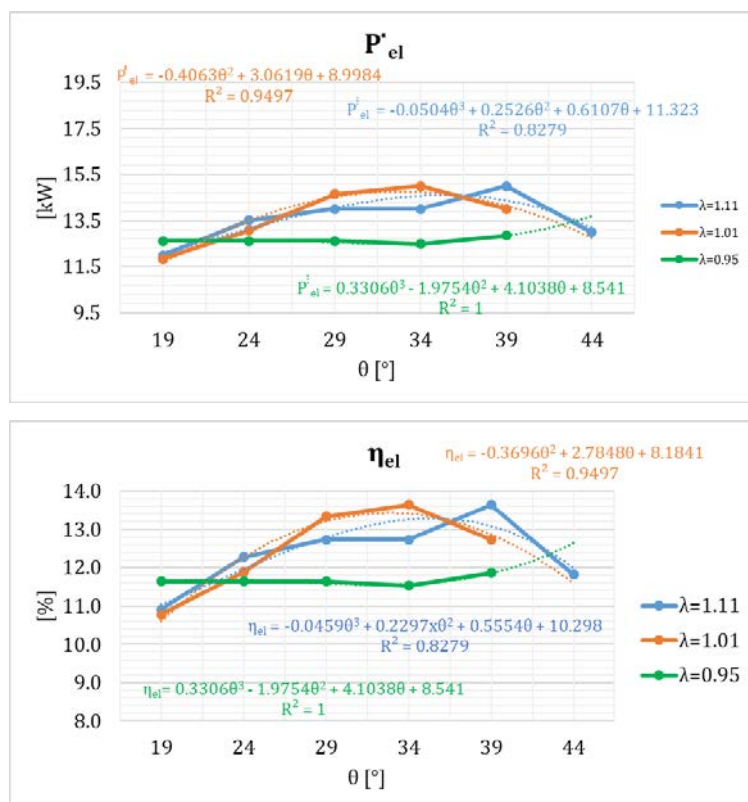 P˙el
P˙el = -0.4063θ² + 3.0619θ + 8.9984
R² = 0.9497
P˙el = -0.0504θ³ + 0.2526θ² + 0.6107θ + 11.323
R² = 0.8279
19.5
17.5
15.5
13.5
11.5
9.5
[kW]
λ=1.11
λ=1.01
λ=0.95
P˙el = 0.3306θ³ - 1.9754θ² + 4.1038θ + 8.541
R² = 1
19 24 29 34 39 44
θ [°]
ηel
ηel = -0.3696θ² + 2.7848θ + 8.1841
R² = 0.9497
14.0
13.0
12.0
11.0
10.0
9.0
8.0
[%]
ηel = -0.0459θ³ + 0.2297xθ² + 0.5554θ + 10.298
R² = 0.8279
λ=1.11
λ=1.01
λ=0.95
ηel= 0.3306θ³ - 1.9754θ² + 4.1038θ + 8.541
R² = 1
19 24 29 34 39 44
θ [°]